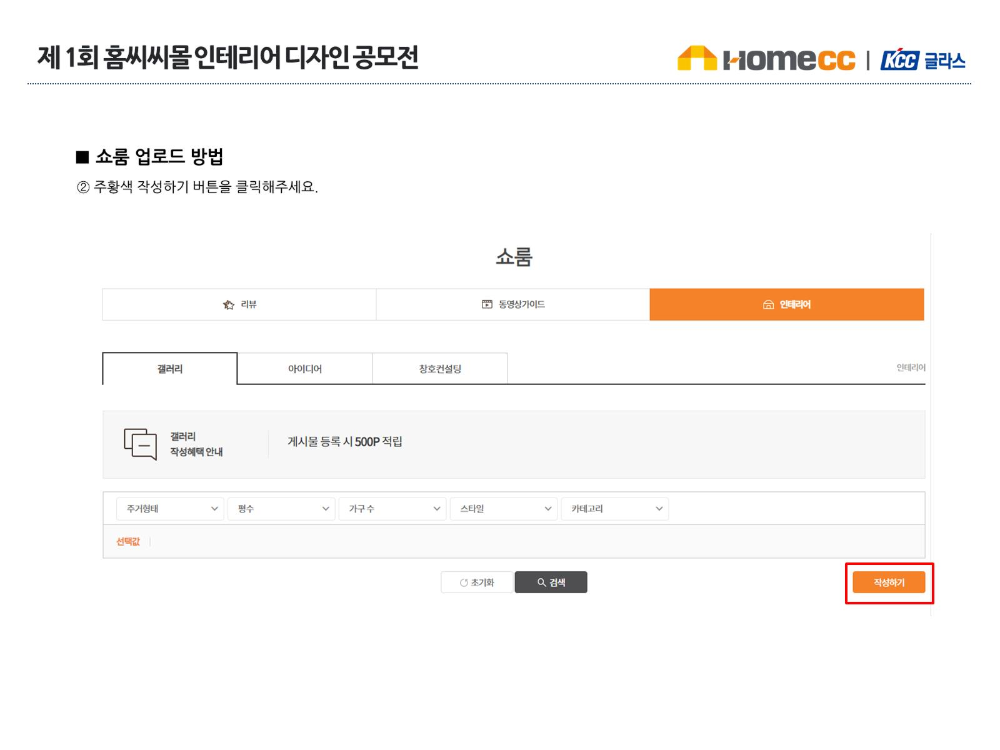 제 1회 홈씨씨몰 인테리어 디자인 공모전
HomeCC | KCC 글라스
■ 쇼룸 업로드 방법
② 주황색 작성하기 버튼을 클릭해주세요.
쇼룸
리뷰 동영상가이드 인테리어
갤러리 아이디어 창호컨설팅 인테리어
갤러리
작성혜택 안내
게시물 등록 시 500P 적립
주거형태 평수 가구 수 스타일 카테고리
선택값
초기화 검색 작성하기